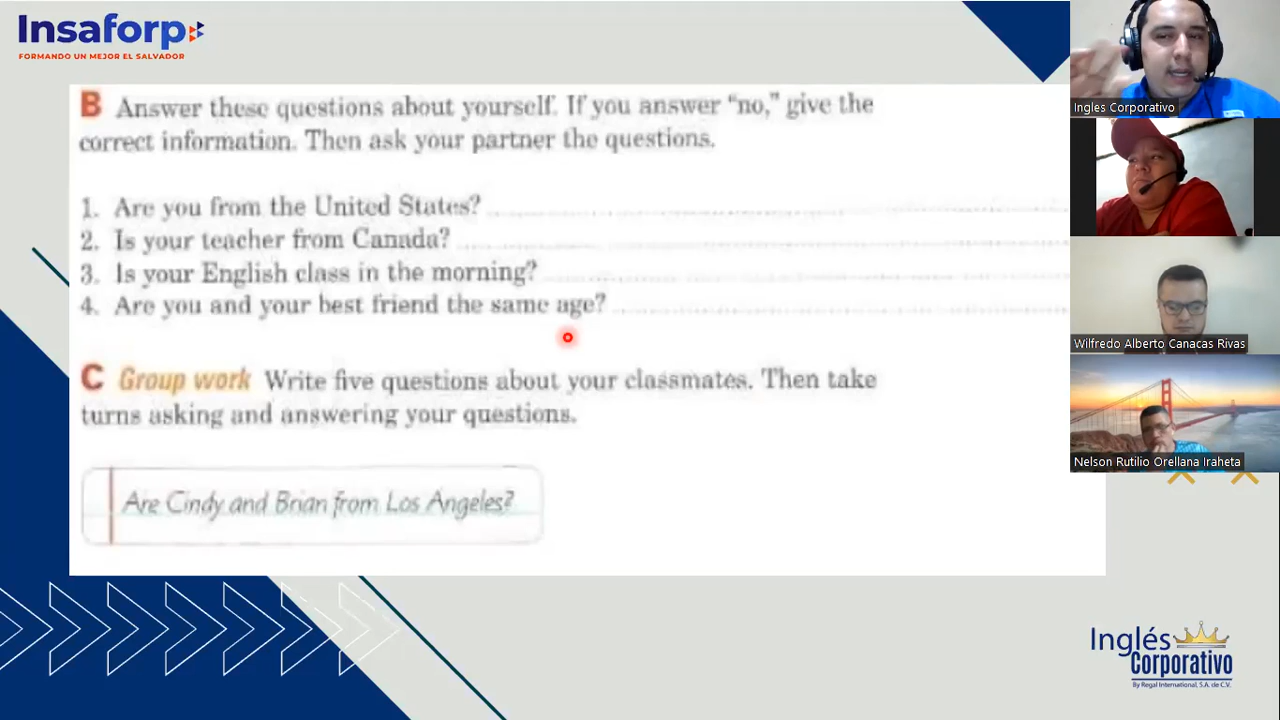 Insaforp
FORMANDO UN MEJOR EL SALVADOR
B Answer these questions about yourself. If you answer “no,” give the
correct information. Then ask your partner the questions.
1. Are you from the United States?
2. Is your teacher from Canada?
3. Is your English class in the morning?
4. Are you and your best friend the same age?
C Group work Write five questions about your classmates. Then take
turns asking and answering your questions.
Are Cindy and Brian from Los Angeles?
Ingles Corporativo
Wilfredo Alberto Canacas Rivas
Nelson Rutilio Orellana Iraheta
Inglés
Corporativo
By Regal International, S.A. de C.V.